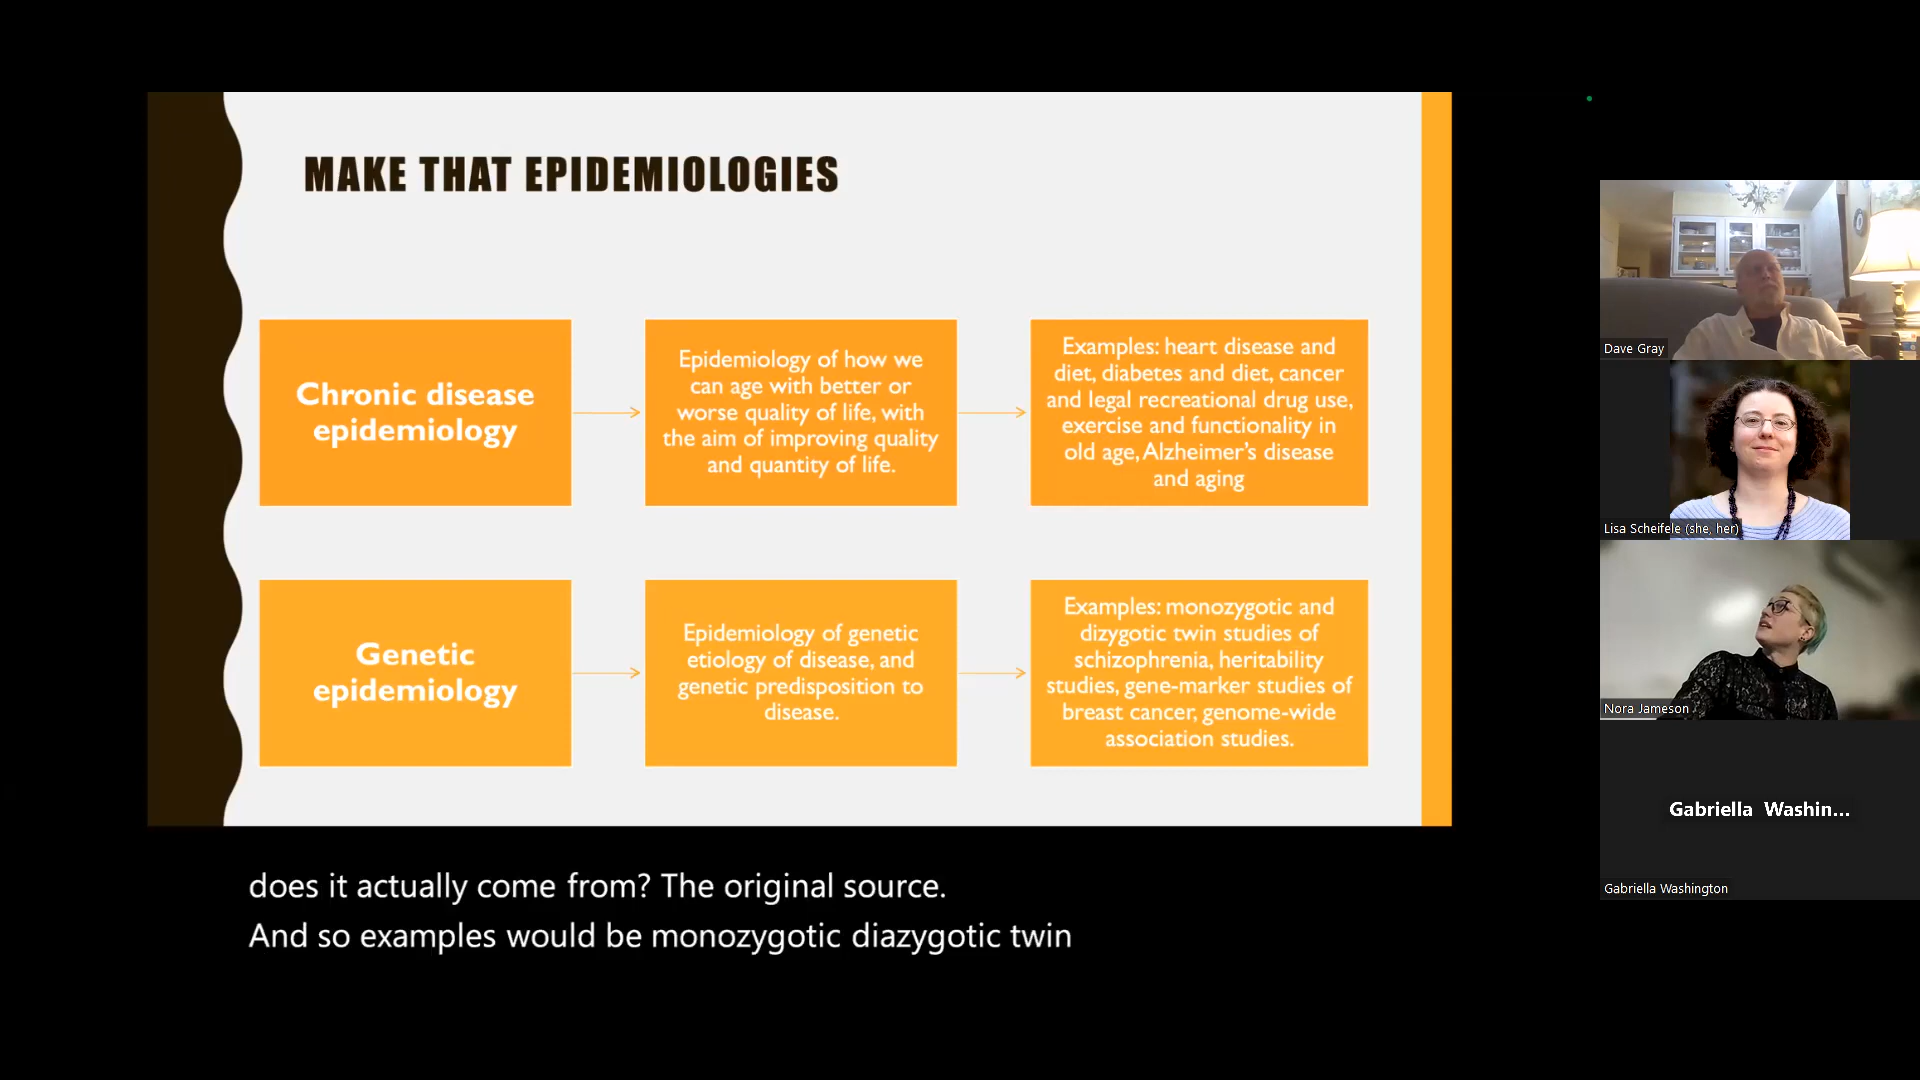 MAKE THAT EPIDEMIOLOGIES
Chronic disease
epidemiology
Epidemiology of how we
can age with better or
worse quality of life, with
the aim of improving quality
and quantity of life.
Examples: heart disease and
diet, diabetes and diet, cancer
and legal recreational drug use,
exercise and functionality in
old age, Alzheimer's disease
and aging
Genetic
epidemiology
Epidemiology of genetic
etiology of disease, and
genetic predisposition to
disease.
Examples: monozygotic and
dizygotic twin studies of
schizophrenia, heritability
studies, gene-marker studies of
breast cancer, genome-wide
association studies.
does it actually come from? The original source.
And so examples would be monozygotic diazygotic twin
Dave Gray
Lisa Scheifele (she, her)
Nora Jameson
Gabriella Washin...
Gabriella Washington